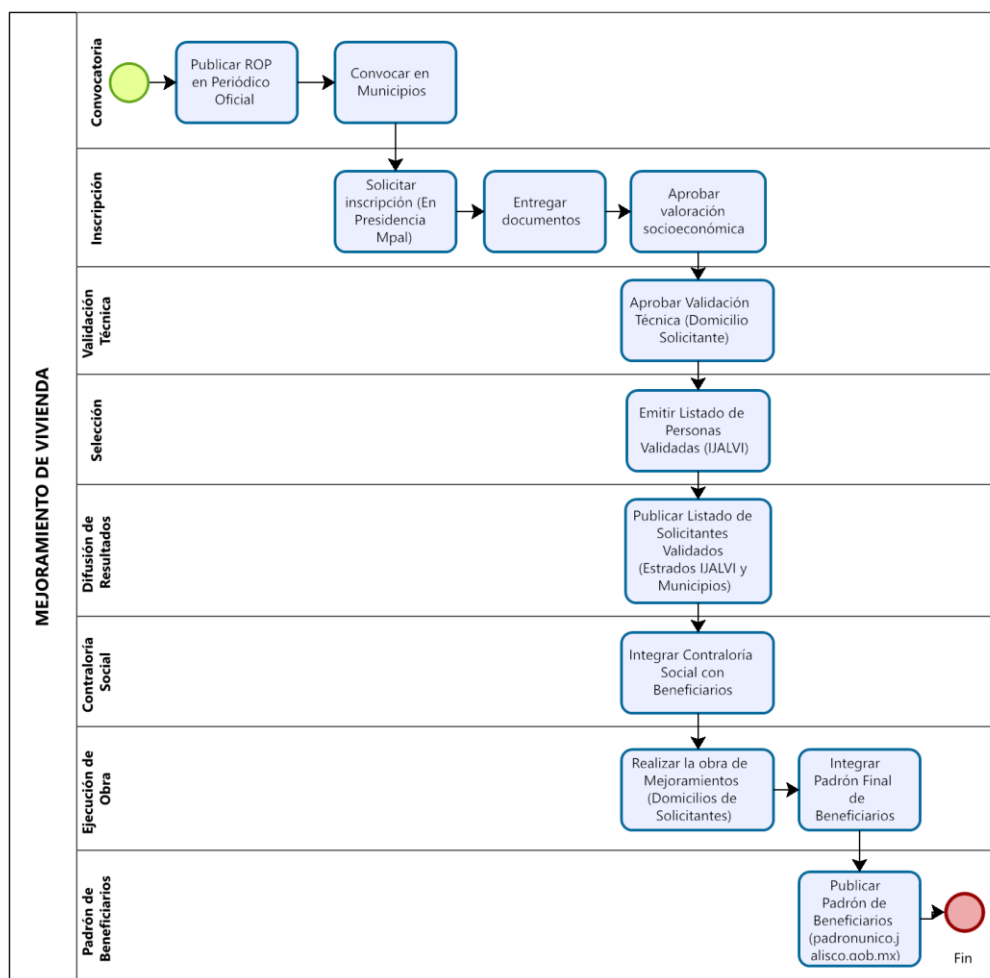 MEJORAMIENTO DE VIVIENDA
Convocatoria
Publicar ROP
en Periódico
Oficial
Convocar en
Municipios
Inscripción
Solicitar
inscripción (En
Presidencia
Mpal)
Entregar
documentos
Aprobar
valoración
socioeconómica
Validación
Técnica
Aprobar Validación
Técnica (Domicilio
Solicitante)
Selección
Emitir Listado de
Personas
Validadas (IJALVI)
Difusión de
Resultados
Publicar Listado de
Solicitantes
Validados
(Estrados IJALVI y
Municipios)
Contraloría
Social
Integrar Contraloría
Social con
Beneficiarios
Ejecución de
Obra
Realizar la obra de
Mejoramientos
(Domicilios de
Solicitantes)
Integrar
Padrón Final
de
Beneficiarios
Padrón de
Beneficiarios
Publicar
Padrón de
Beneficiarios
(padronunico.j
alisco.gob.mx)
Fin